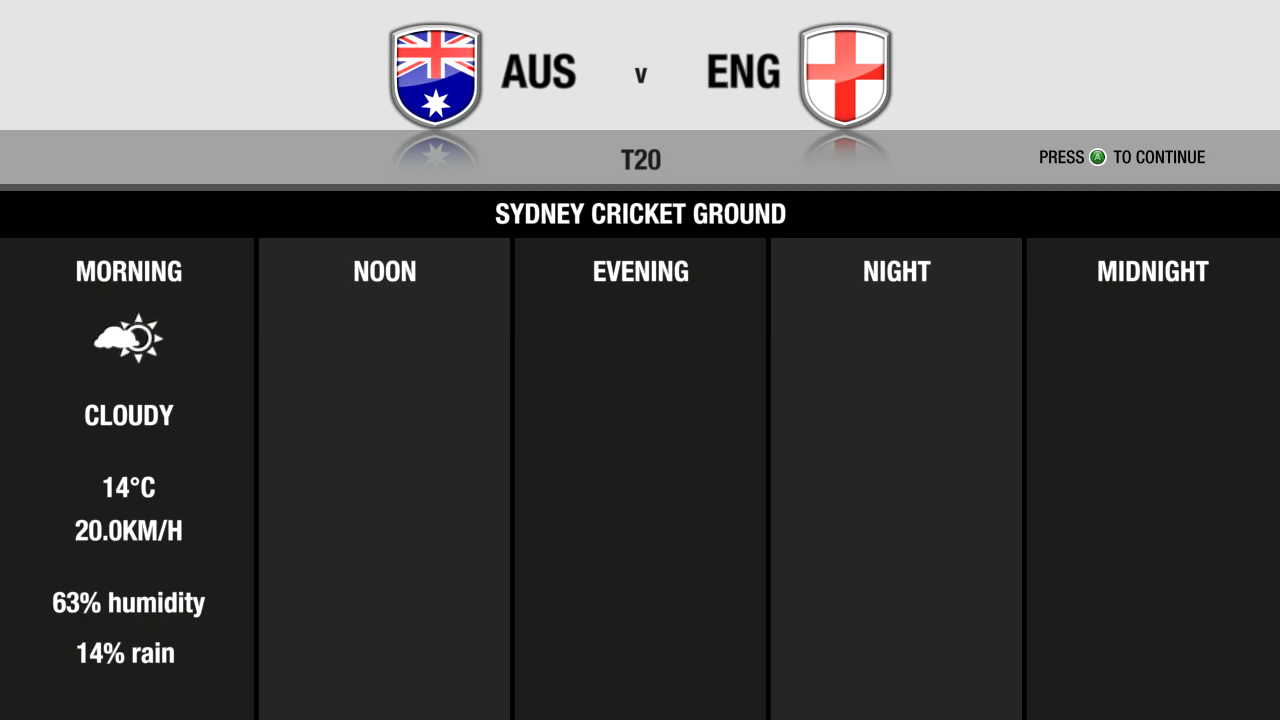 AUS v ENG
T20
PRESS A TO CONTINUE
SYDNEY CRICKET GROUND
MORNING NOON EVENING NIGHT MIDNIGHT
CLOUDY
14°C
20.0KM/H
63% humidity
14% rain